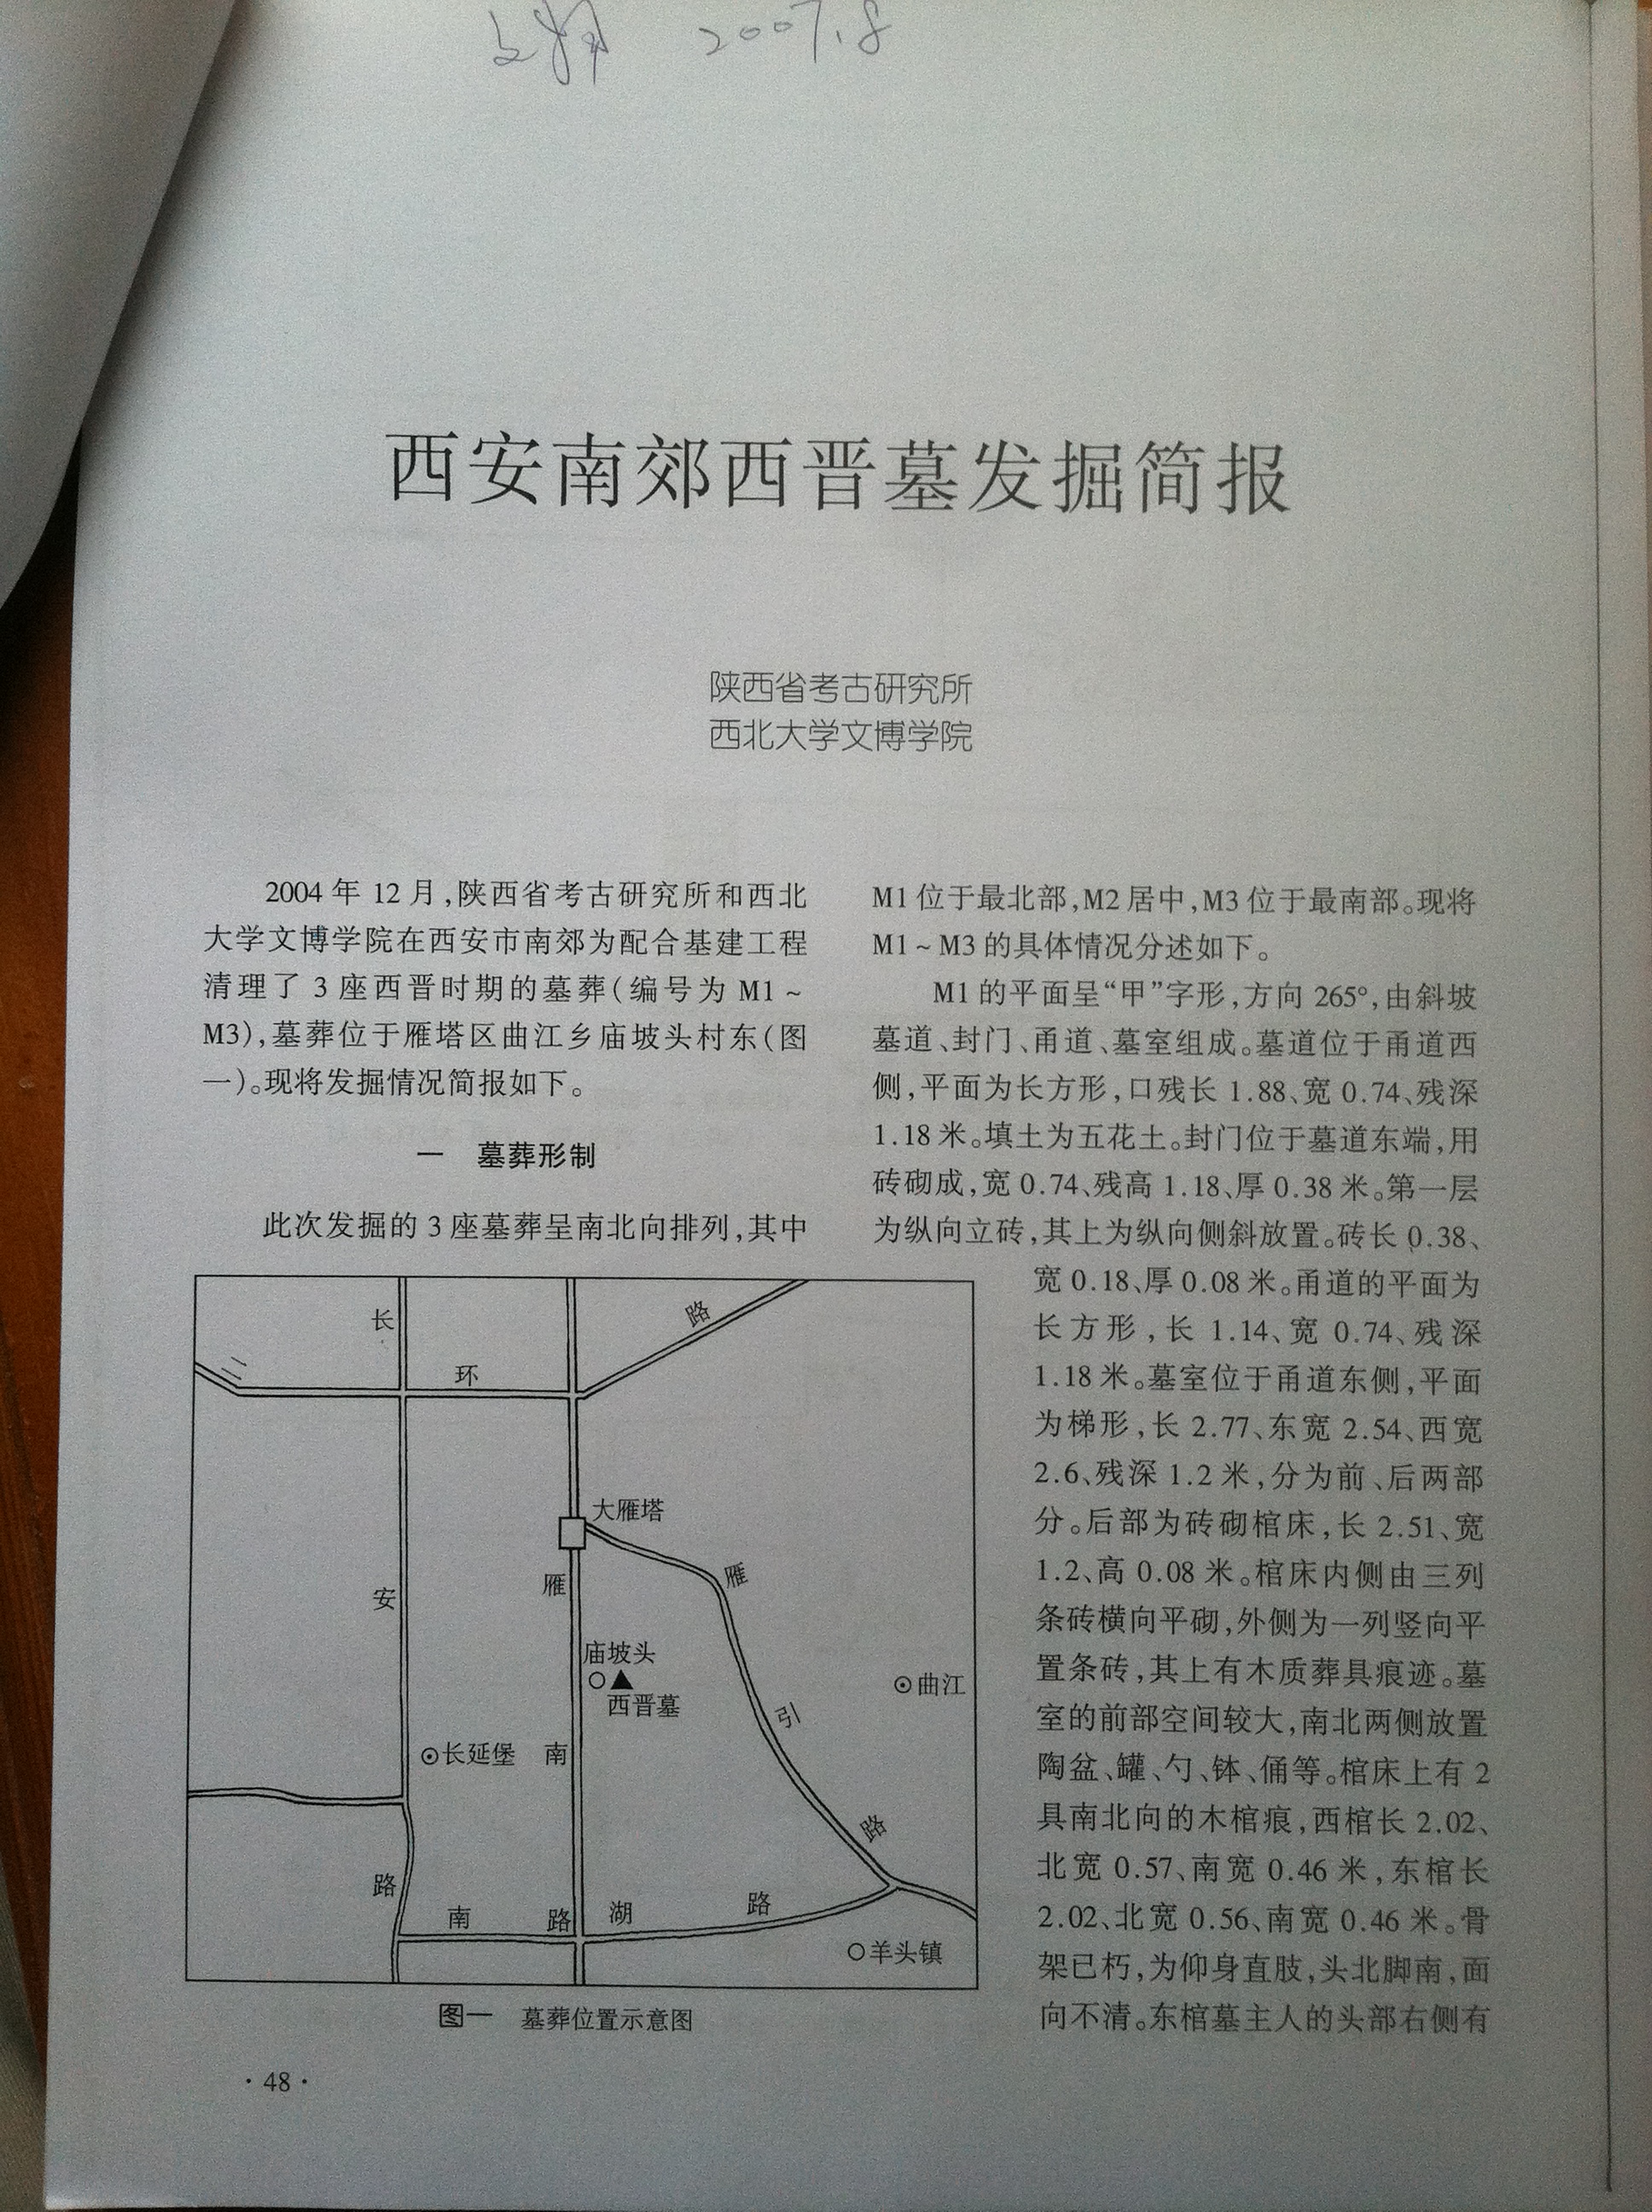 文物 2007.8
西安南郊西晋墓发掘简报
陕西省考古研究所
西北大学文博学院
2004年12月,陕西省考古研究所和西北
大学文博学院在西安市南郊为配合基建工程
清理了3座西晋时期的墓葬(编号为M1~
M3),墓葬位于雁塔区曲江乡庙坡头村东(图
一)。现将发掘情况简报如下。
一 墓葬形制
此次发掘的3座墓葬呈南北向排列,其中
M1位于最北部,M2居中,M3位于最南部。现将
M1~M3的具体情况分述如下。
M1的平面呈“甲”字形,方向265°,由斜坡
墓道、封门、甬道、墓室组成。墓道位于甬道西
侧,平面为长方形,口残长1.88、宽0.74、残深
1.18米。填土为五花土。封门位于墓道东端,用
砖砌成,宽0.74、残高1.18、厚0.38米。第一层
为纵向立砖,其上为纵向侧斜放置。砖长0.38、
宽0.18、厚0.08米。甬道的平面为
长方形,长1.14、宽0.74、残深
1.18米。墓室位于甬道东侧,平面
为梯形,长2.77、东宽2.54、西宽
2.6、残深1.2米,分为前、后两部
分。后部为砖砌棺床,长2.51、宽
1.2、高0.08米。棺床内侧由三列
条砖横向平砌,外侧为一列竖向平
置条砖,其上有木质葬具痕迹。墓
室的前部空间较大,南北两侧放置
陶盆、罐、勺、钵、俑等。棺床上有2
具南北向的木棺痕,西棺长2.02、
北宽0.57、南宽0.46米,东棺长
2.02、北宽0.56、南宽0.46米。骨
架已朽,为仰身直肢,头北脚南,面
向不清。东棺墓主人的头部右侧有
二 环 路
长 安 路
大雁塔
雁 南 路
雁 引 路
庙坡头
西晋墓
曲江
长延堡
南 湖 路
羊头镇
图一 墓葬位置示意图
·48·